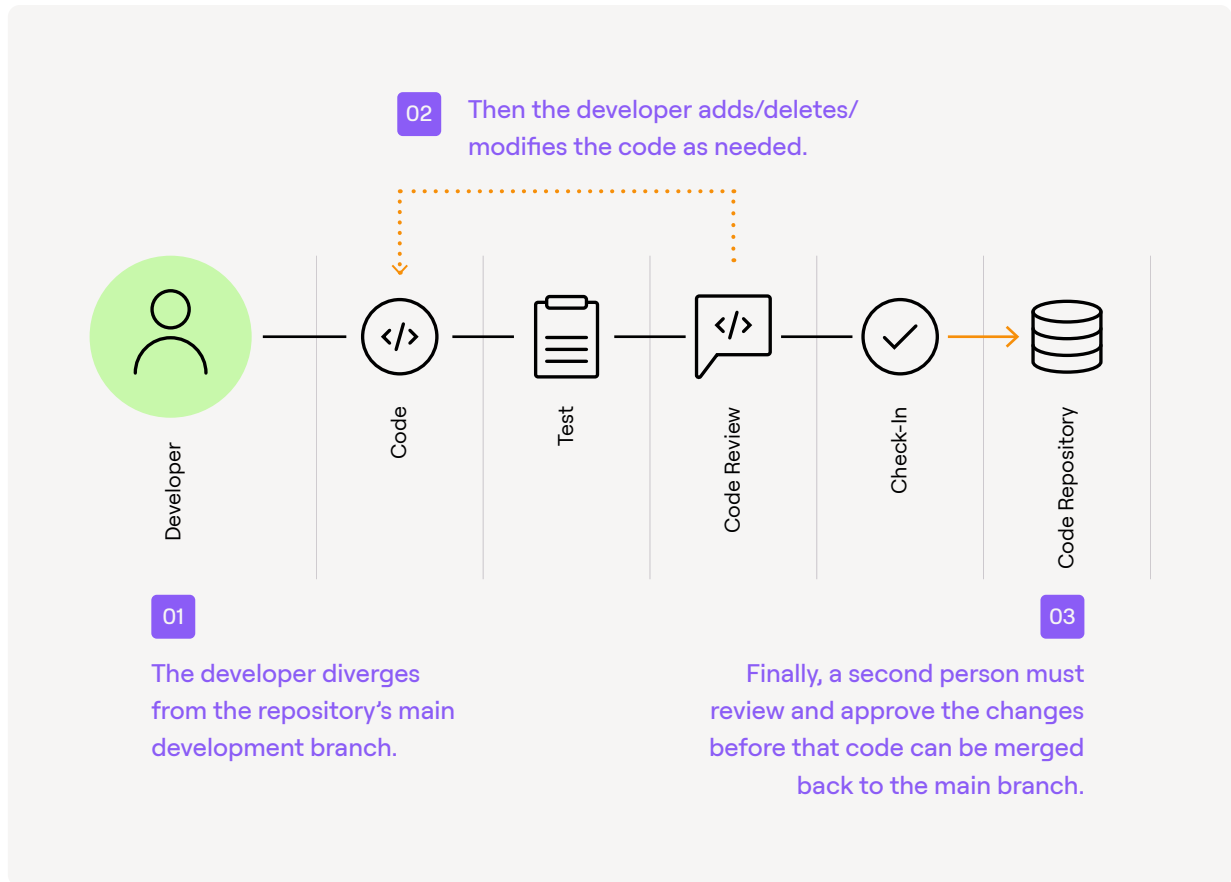 02
Then the developer adds/deletes/
modifies the code as needed.
</>
</>
Developer
Code
Test
Code Review
Check-In
Code Repository
01
The developer diverges
from the repository’s main
development branch.
03
Finally, a second person must
review and approve the changes
before that code can be merged
back to the main branch.